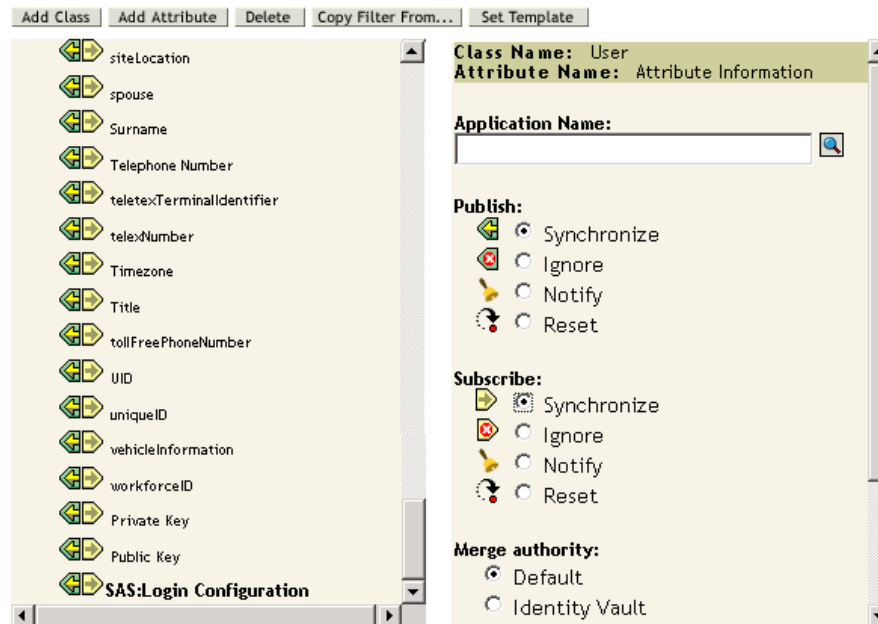 Add Class Add Attribute Delete Copy Filter From... Set Template
siteLocation
spouse
Surname
Telephone Number
teletexTerminalIdentifier
telexNumber
Timezone
Title
tollFreePhoneNumber
UID
uniqueID
vehicleInformation
workforceID
Private Key
Public Key
SAS:Login Configuration
Class Name: User
Attribute Name: Attribute Information
Application Name:
Publish:
Synchronize
Ignore
Notify
Reset
Subscribe:
Synchronize
Ignore
Notify
Reset
Merge authority:
Default
Identity Vault